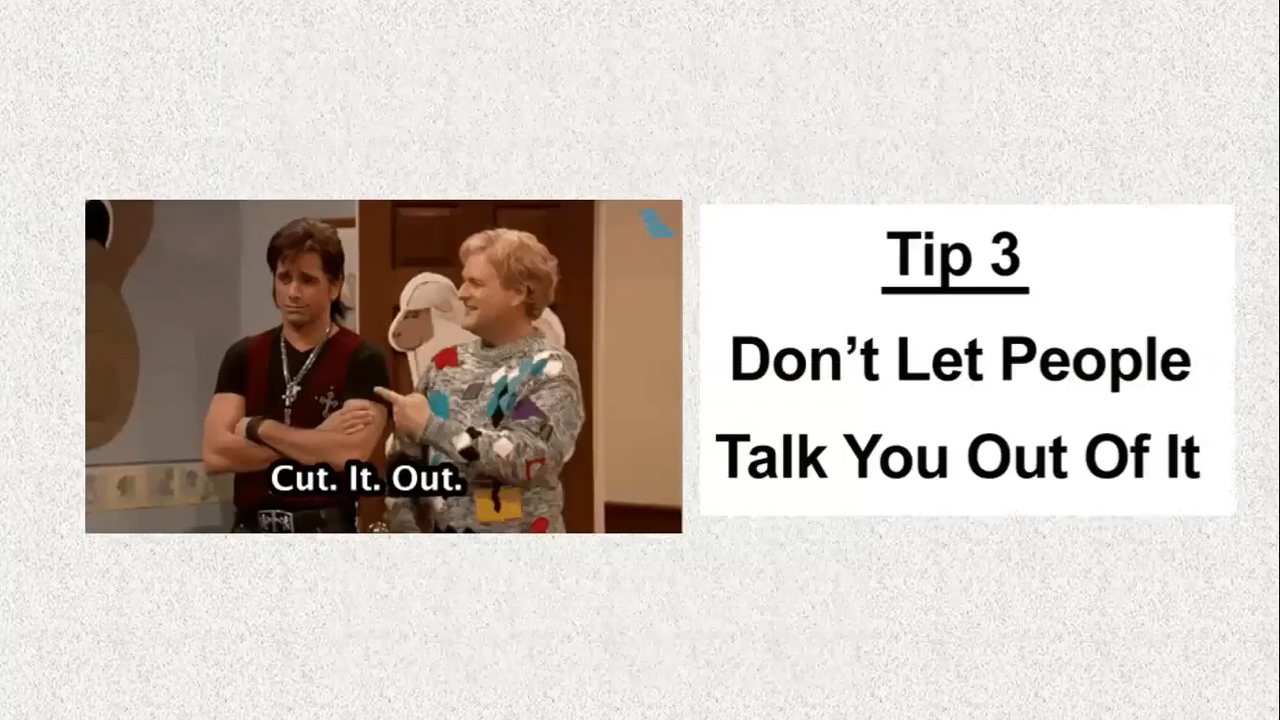 Cut. It. Out.
Tip 3
Don’t Let People
Talk You Out Of It